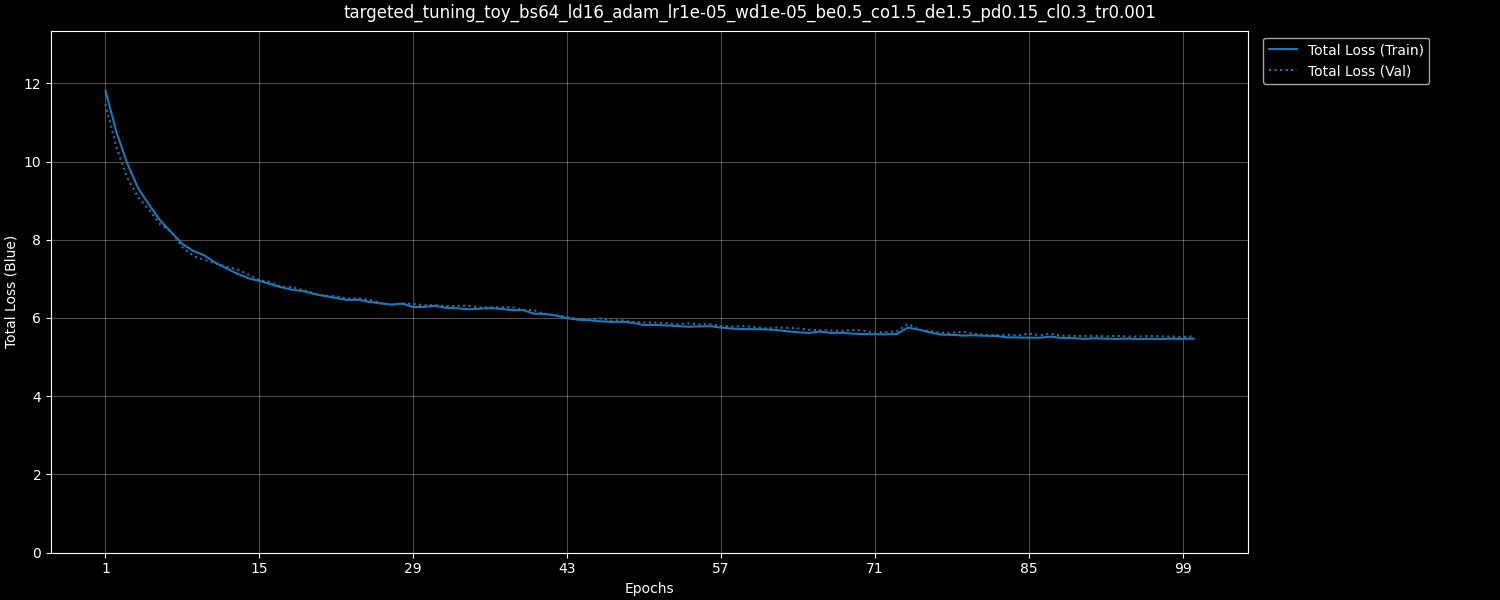 targeted_tuning_toy_bs64_ld16_adam_lr1e-05_wd1e-05_be0.5_co1.5_de1.5_pd0.15_cl0.3_tr0.001
Total Loss (Train)
Total Loss (Val)
Total Loss (Blue)
12
10
8
6
4
2
0
1 15 29 43 57 71 85 99
Epochs